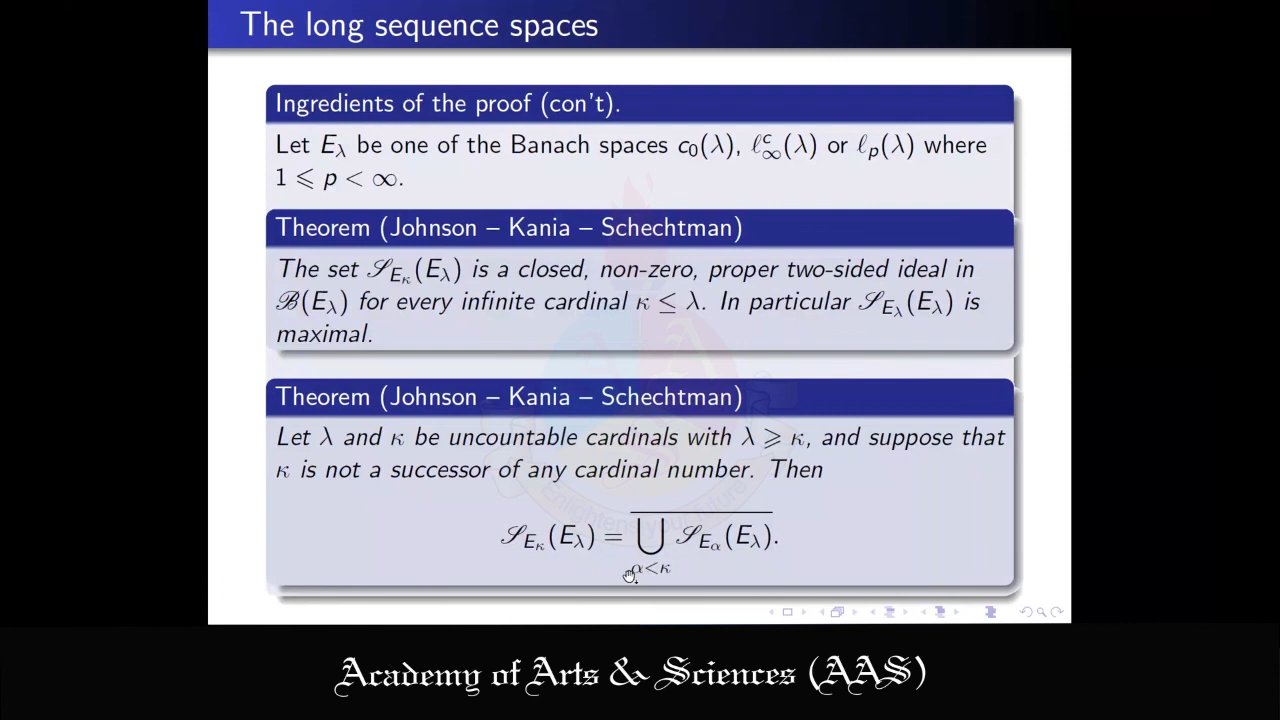 The long sequence spaces
Ingredients of the proof (con't).
Let E_λ be one of the Banach spaces c₀(λ), ℓ^c_∞(λ) or ℓ_p(λ) where
1 ⩽ p < ∞.
Theorem (Johnson – Kania – Schechtman)
The set 𝒮_{E_κ}(E_λ) is a closed, non-zero, proper two-sided ideal in
ℬ(E_λ) for every infinite cardinal κ ≤ λ. In particular 𝒮_{E_λ}(E_λ) is
maximal.
Theorem (Johnson – Kania – Schechtman)
Let λ and κ be uncountable cardinals with λ ⩾ κ, and suppose that
κ is not a successor of any cardinal number. Then
𝒮_{E_κ}(E_λ) = \overline{⋃_{α<κ} 𝒮_{E_α}(E_λ)}.
Academy of Arts & Sciences (AAS)